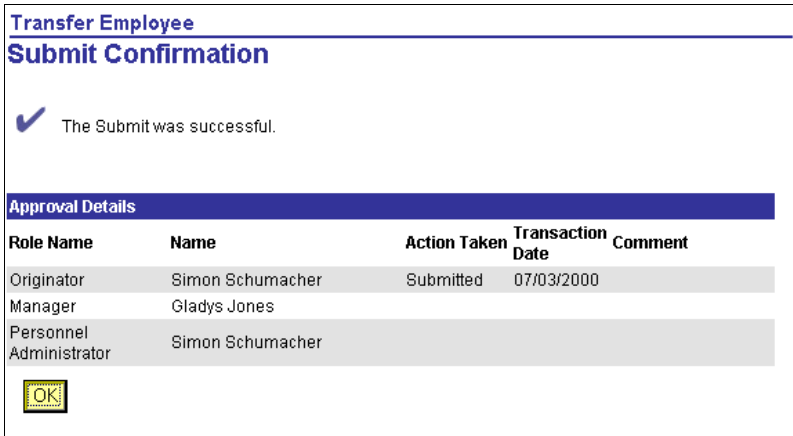 Transfer Employee
Submit Confirmation
The Submit was successful.
Approval Details
Role Name Name Action Taken Transaction Date Comment
Originator Simon Schumacher Submitted 07/03/2000
Manager Gladys Jones
Personnel Administrator Simon Schumacher
OK